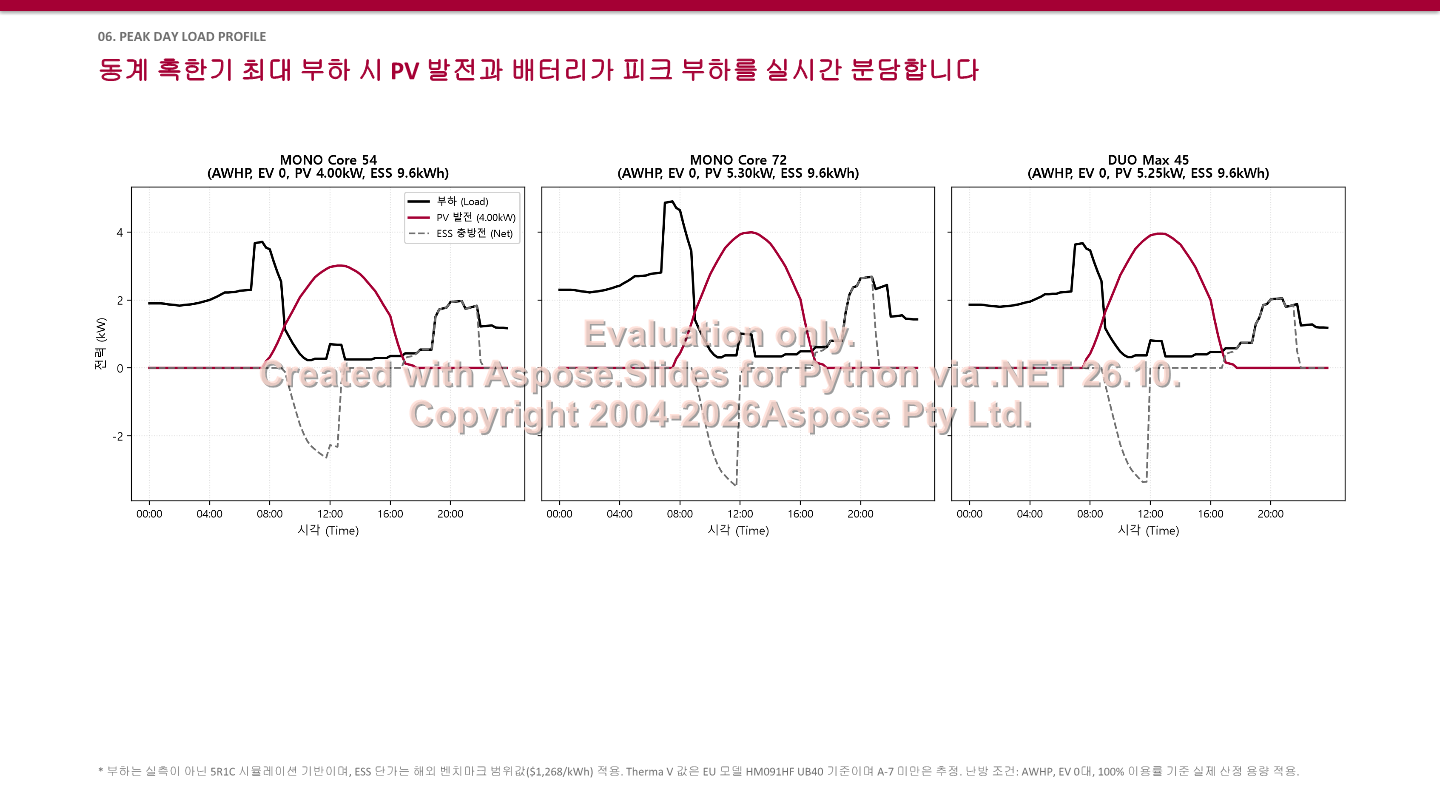 06. PEAK DAY LOAD PROFILE
동계 혹한기 최대 부하 시 PV 발전과 배터리가 피크 부하를 실시간 분담합니다
MONO Core 54
(AWHP, EV 0, PV 4.00kW, ESS 9.6kWh)
MONO Core 72
(AWHP, EV 0, PV 5.30kW, ESS 9.6kWh)
DUO Max 45
(AWHP, EV 0, PV 5.25kW, ESS 9.6kWh)
부하 (Load)
PV 발전 (4.00kW)
ESS 충방전 (Net)
전력 (kW)
4
2
0
-2
00:00 04:00 08:00 12:00 16:00 20:00
00:00 04:00 08:00 12:00 16:00 20:00
00:00 04:00 08:00 12:00 16:00 20:00
시각 (Time)
시각 (Time)
시각 (Time)
Evaluation only.
Created with Aspose.Slides for Python via .NET 26.10.
Copyright 2004-2026Aspose Pty Ltd.
* 부하는 실측이 아닌 5R1C 시뮬레이션 기반이며, ESS 단가는 해외 벤치마크 범위값($1,268/kWh) 적용. Therma V 값은 EU 모델 HM091HF UB40 기준이며 A-7 미만은 추정. 난방 조건: AWHP, EV 0대, 100% 이용률 기준 실제 산정 용량 적용.